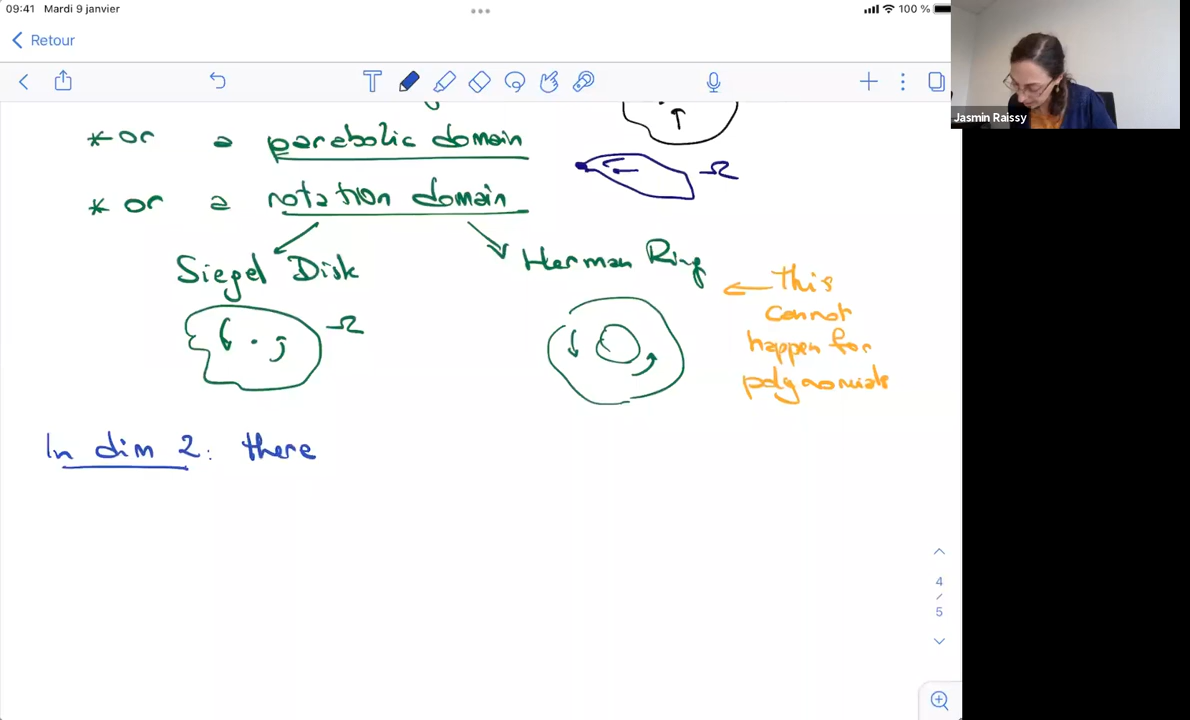 09:41 Mardi 9 janvier
100 %
Retour
Jasmin Raissy
* or a parabolic domain
Ω
* or a rotation domain
Siegel Disk
Herman Ring
Ω
← This
cannot
happen for
polynomials
In dim 2: there
4
/
5